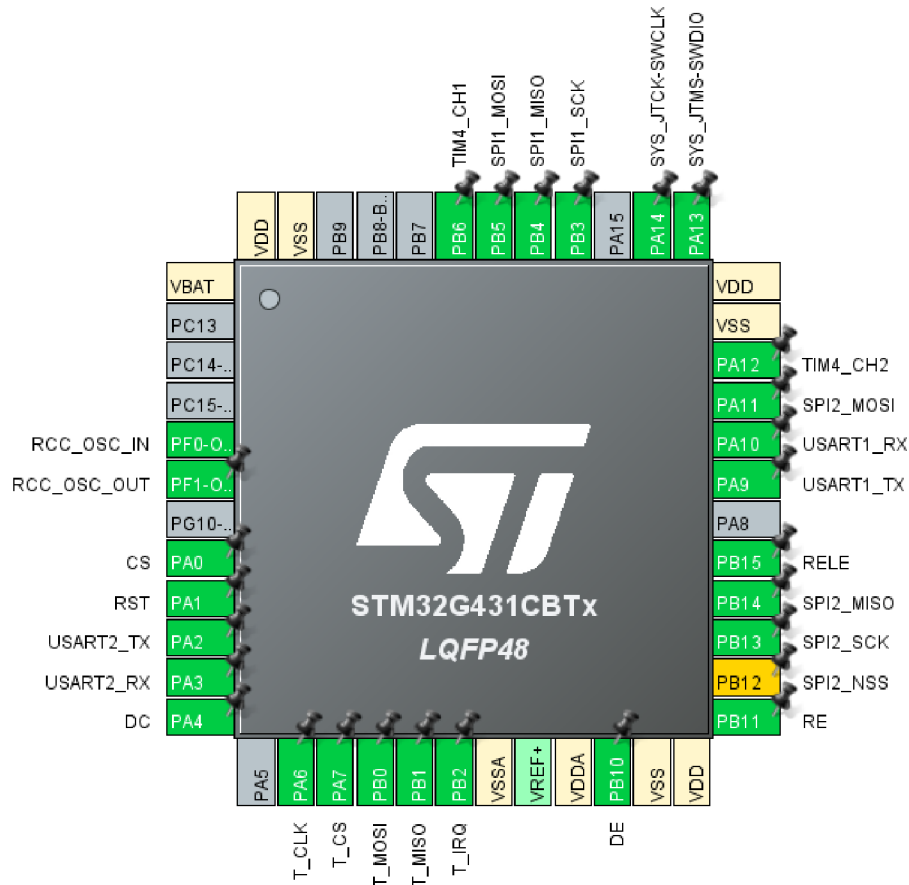 TIM4_CH1
SPI1_MOSI
SPI1_MISO
SPI1_SCK
SYS_JTCK-SWCLK
SYS_JTMS-SWDIO
VDD
VSS
PB9
PB8-B..
PB7
PB6
PB5
PB4
PB3
PA15
PA14
PA13
VBAT
PC13
PC14-..
PC15-..
RCC_OSC_IN PF0-O..
RCC_OSC_OUT PF1-O..
PG10-..
CS PA0
RST PA1
USART2_TX PA2
USART2_RX PA3
DC PA4
ST
STM32G431CBTx
LQFP48
VDD
VSS
PA12 TIM4_CH2
PA11 SPI2_MOSI
PA10 USART1_RX
PA9 USART1_TX
PA8
PB15 RELE
PB14 SPI2_MISO
PB13 SPI2_SCK
PB12 SPI2_NSS
PB11 RE
PA5
PA6
PA7
PB0
PB1
PB2
VSSA
VREF+
VDDA
PB10
VSS
VDD
T_CLK
T_CS
T_MOSI
T_MISO
T_IRQ
DE